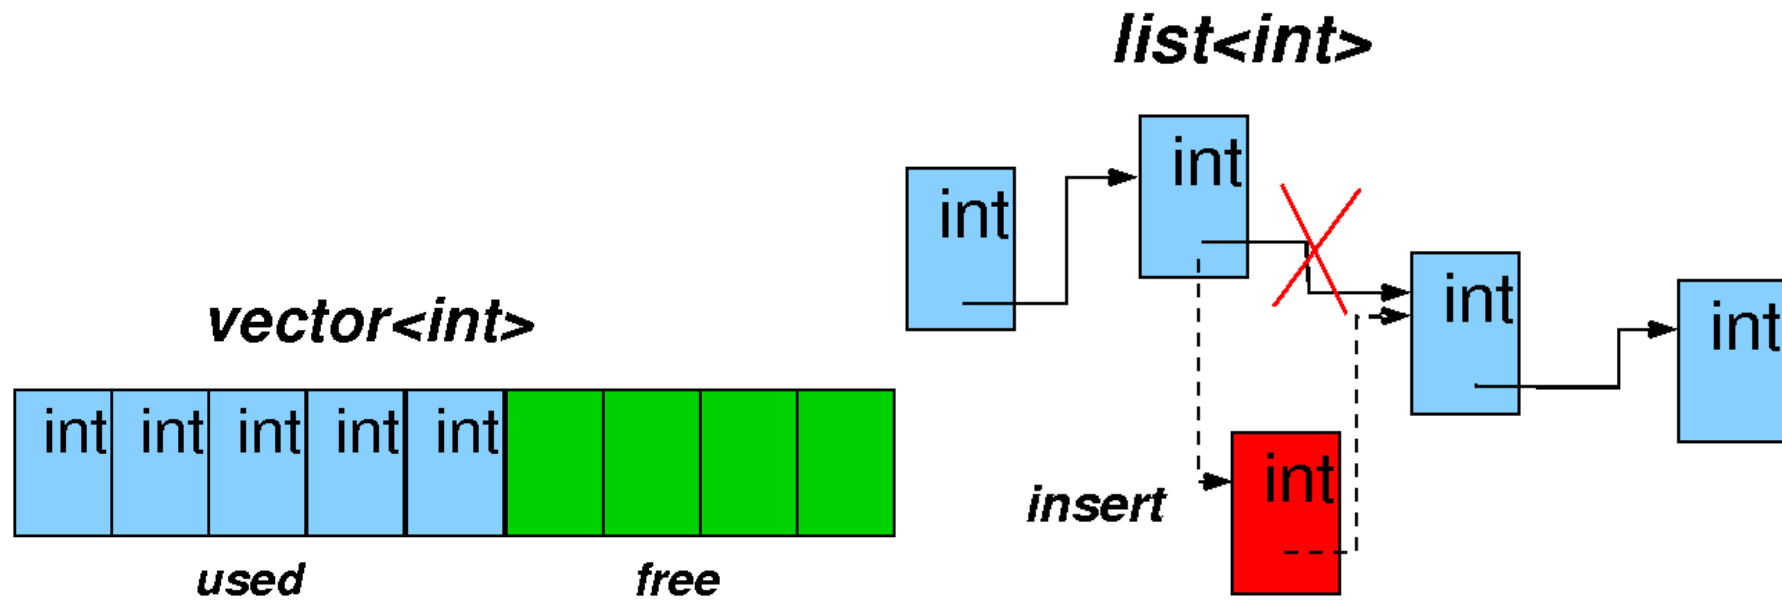 list<int>
int
int
int
int
vector<int>
int int int int int
insert
int
used
free